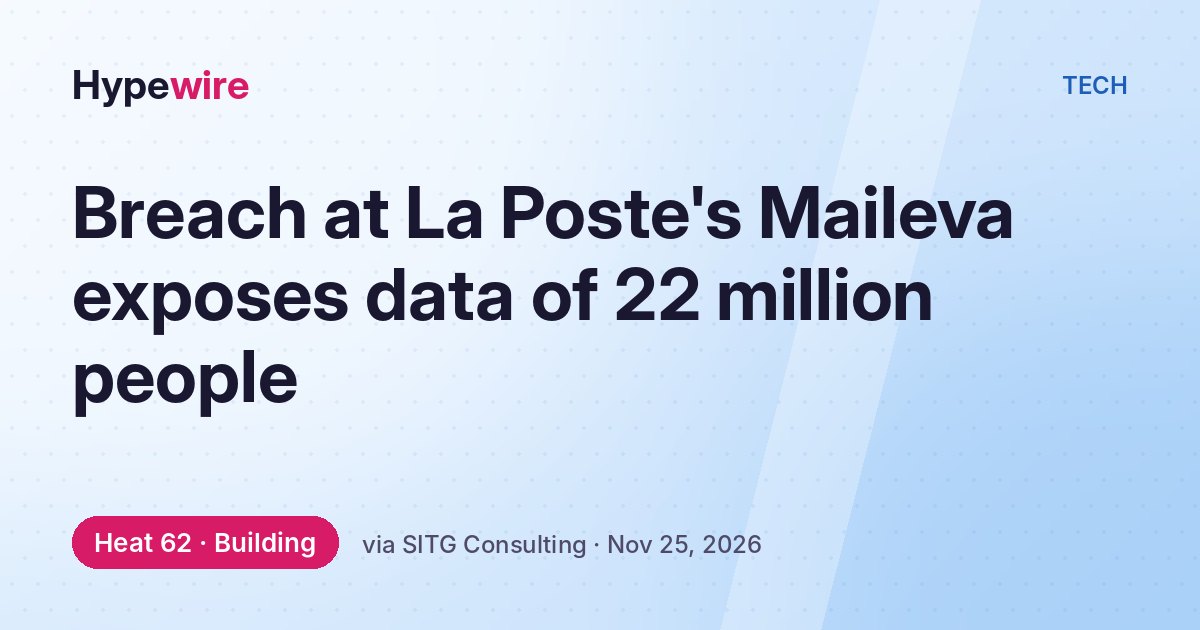 Hypewire
TECH
Breach at La Poste's Maileva
exposes data of 22 million
people
Heat 62 · Building
via SITG Consulting · Nov 25, 2026